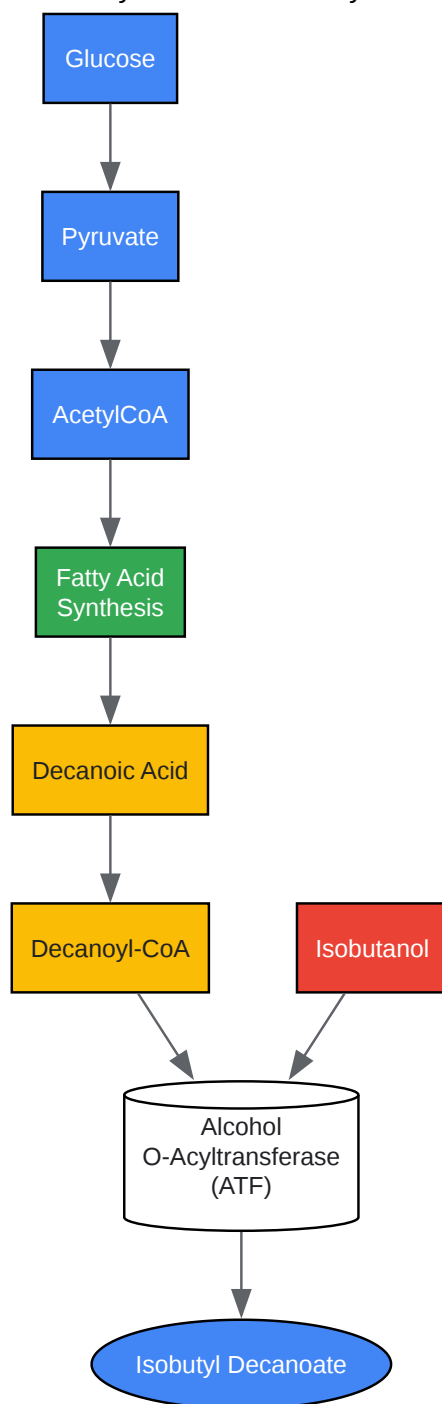 Glucose
Pyruvate
AcetylCoA
Fatty Acid
Synthesis
Decanoic Acid
Decanoyl-CoA
Isobutanol
Alcohol
O-Acyltransferase
(ATF)
Isobutyl Decanoate